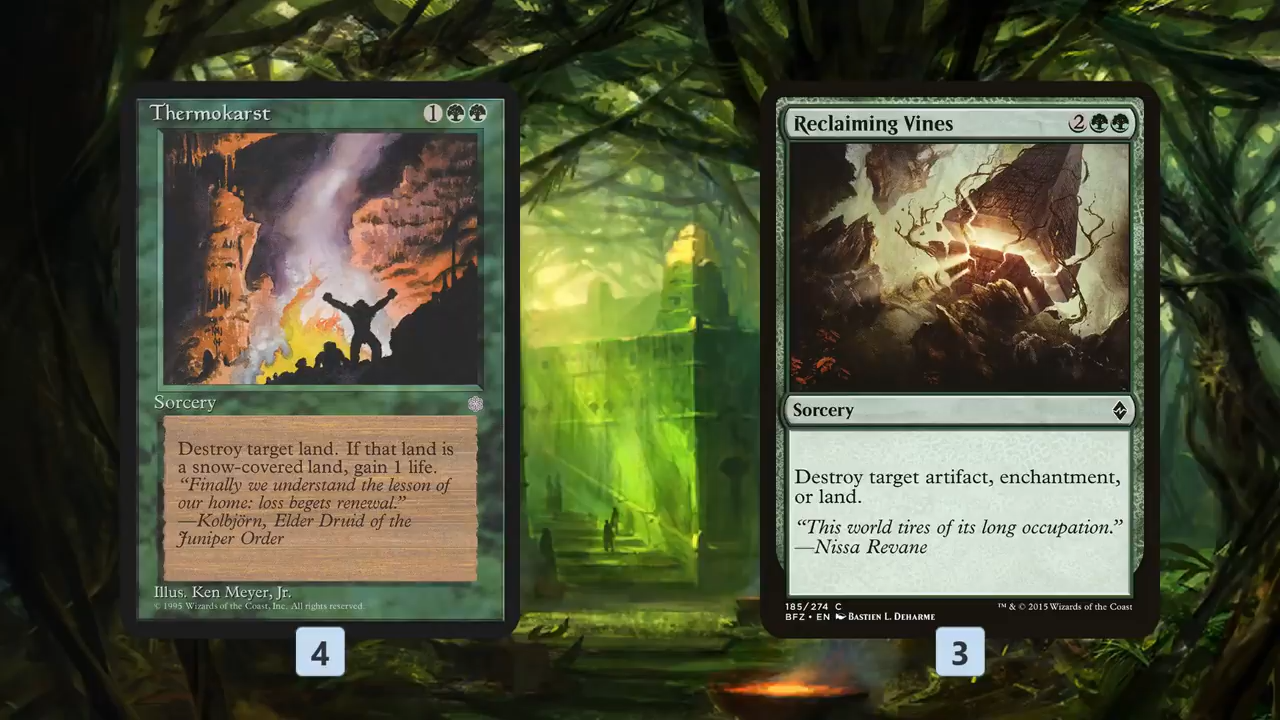 Thermokarst
1
Sorcery
Destroy target land. If that land is
a snow-covered land, gain 1 life.
“Finally we understand the lesson of
our home: loss begets renewal.”
—Kolbjörn, Elder Druid of the
Juniper Order
Illus. Ken Meyer, Jr.
© 1995 Wizards of the Coast, Inc. All rights reserved.
4
Reclaiming Vines
2
Sorcery
Destroy target artifact, enchantment,
or land.
“This world tires of its long occupation.”
—Nissa Revane
185/274 C
BFZ • EN Bastien L. Deharme
™ & © 2015 Wizards of the Coast
3